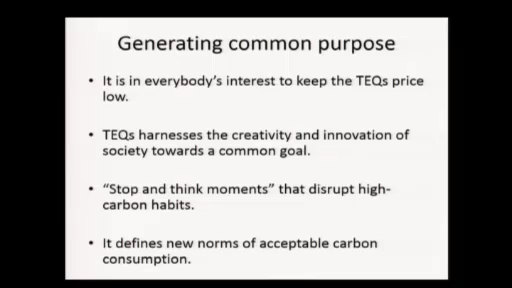 Generating common purpose
• It is in everybody's interest to keep the TEQs price
low.
• TEQs harnesses the creativity and innovation of
society towards a common goal.
• "Stop and think moments" that disrupt high-
carbon habits.
• It defines new norms of acceptable carbon
consumption.